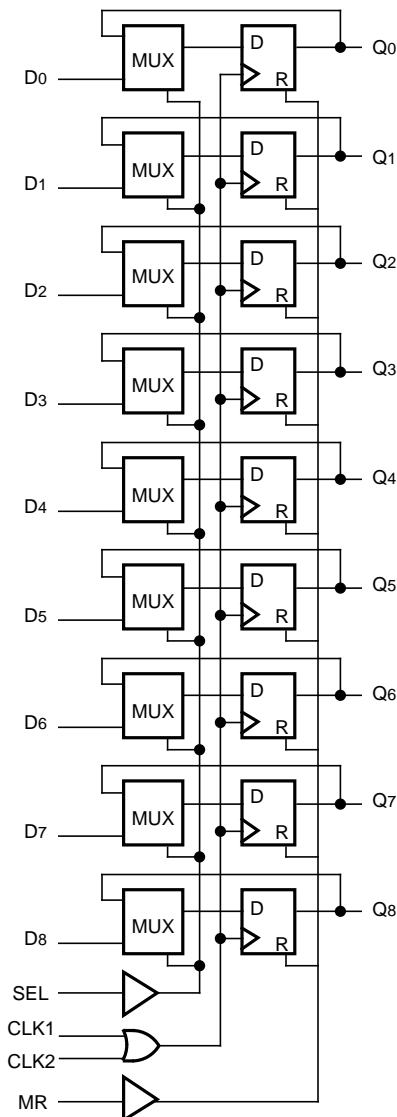 D Q0
MUX
D0 R
D Q1
MUX
D1 R
D Q2
MUX
D2 R
D Q3
MUX
D3 R
D Q4
MUX
D4 R
D Q5
MUX
D5 R
D Q6
MUX
D6 R
D Q7
MUX
D7 R
D Q8
MUX
D8 R
SEL
CLK1
CLK2
MR